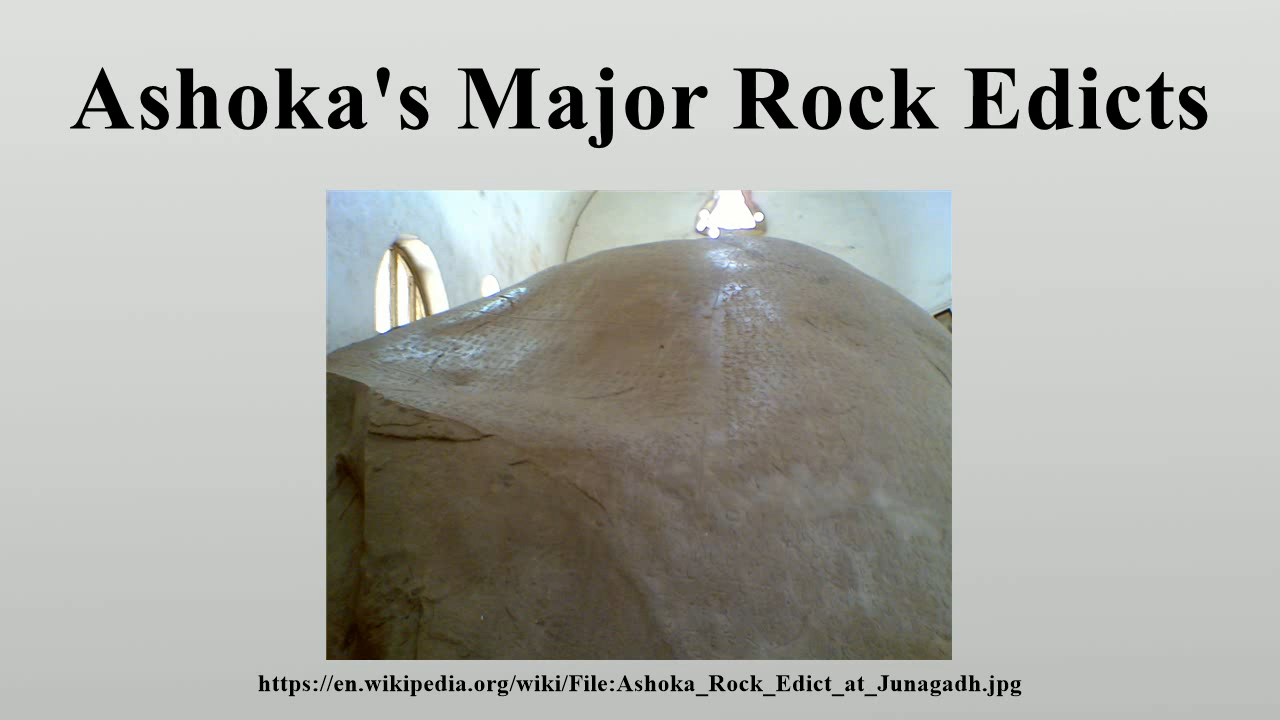 Ashoka's Major Rock Edicts
https://en.wikipedia.org/wiki/File:Ashoka_Rock_Edict_at_Junagadh.jpg